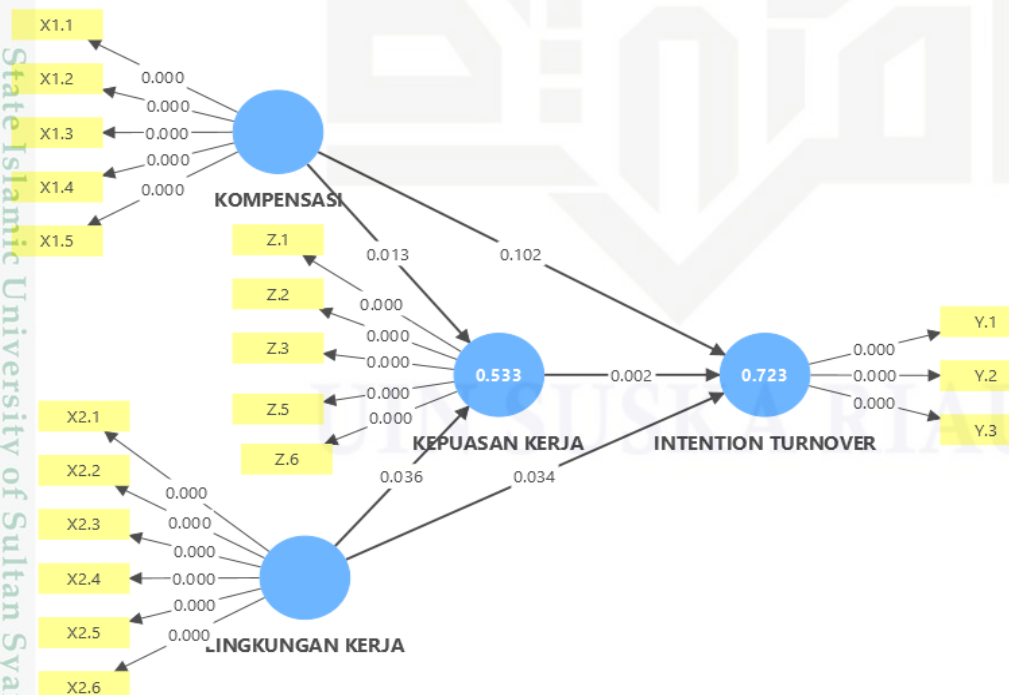 X1.1
0.000
X1.2
0.000
X1.3
0.000
X1.4
0.000
X1.5
0.000
KOMPENSASI
Z.1
0.013
0.102
Z.2
0.000
0.000
Z.3
0.000
Z.5
0.000
Z.6
0.000
0.533
0.002
0.723
KEPUASAN KERJA
INTENTION TURNOVER
Y.1
0.000
Y.2
0.000
Y.3
0.000
X2.1
0.036
0.034
X2.2
0.000
X2.3
0.000
X2.4
0.000
0.000
X2.5
0.000
X2.6
0.000
LINGKUNGAN KERJA
State Islamic University of Sultan Sya
UIN SUSKA RIAU